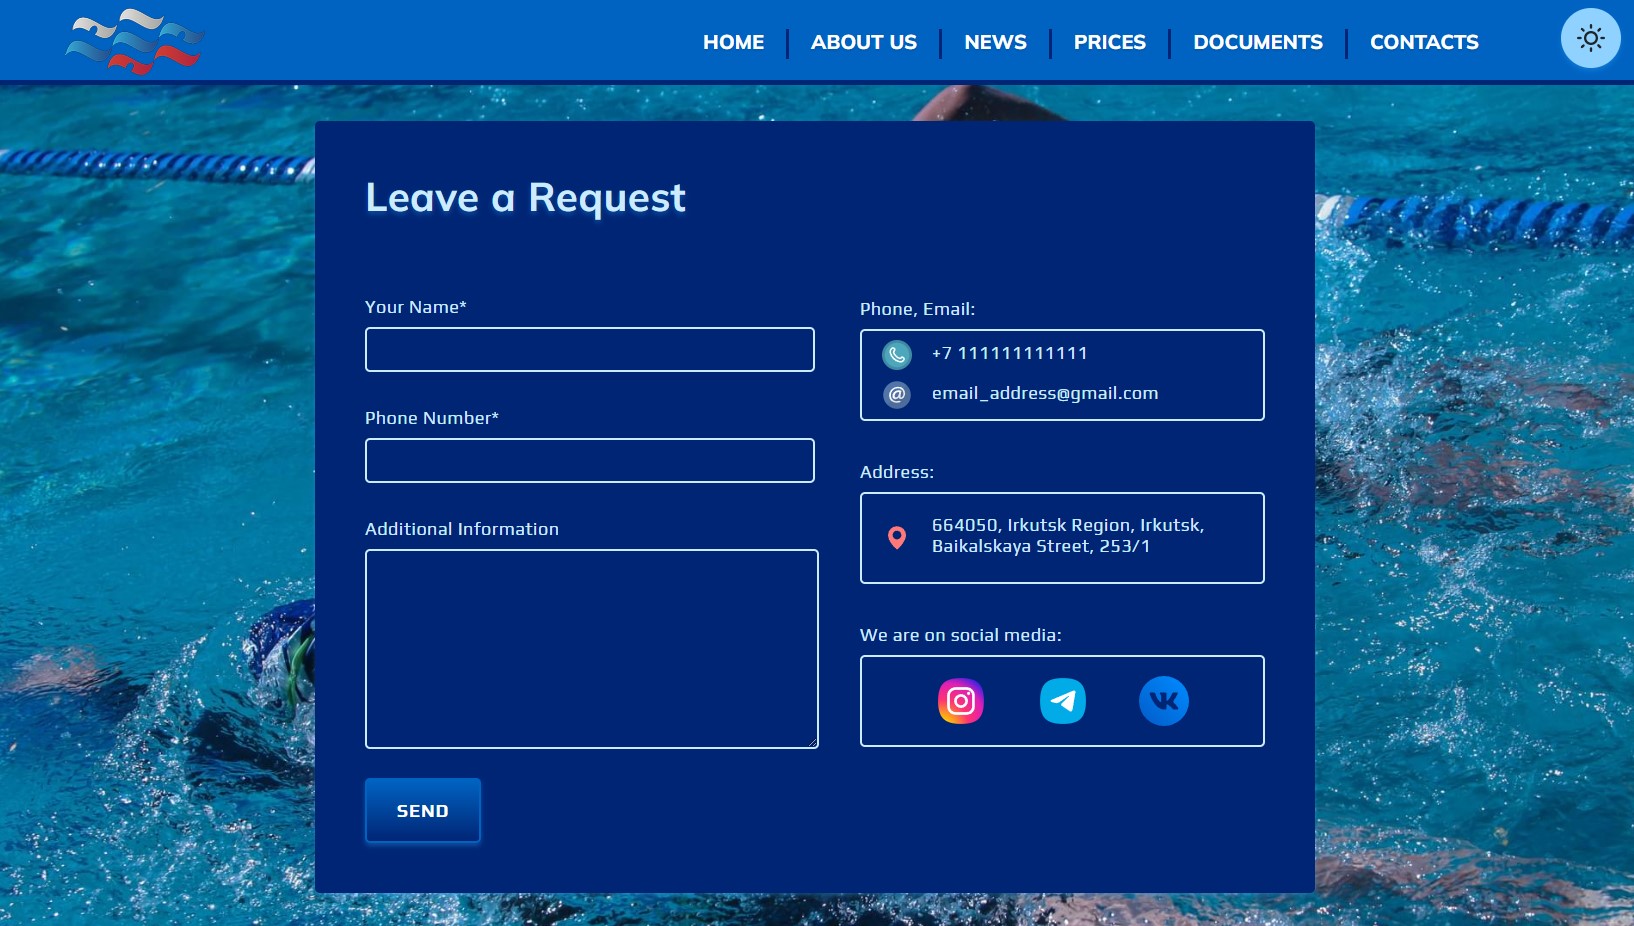 HOME
ABOUT US
NEWS
PRICES
DOCUMENTS
CONTACTS
Leave a Request
Your Name*
Phone Number*
Additional Information
SEND
Phone, Email:
+7 111111111111
@
email_address@gmail.com
Address:
664050, Irkutsk Region, Irkutsk,
Baikalskaya Street, 253/1
We are on social media: